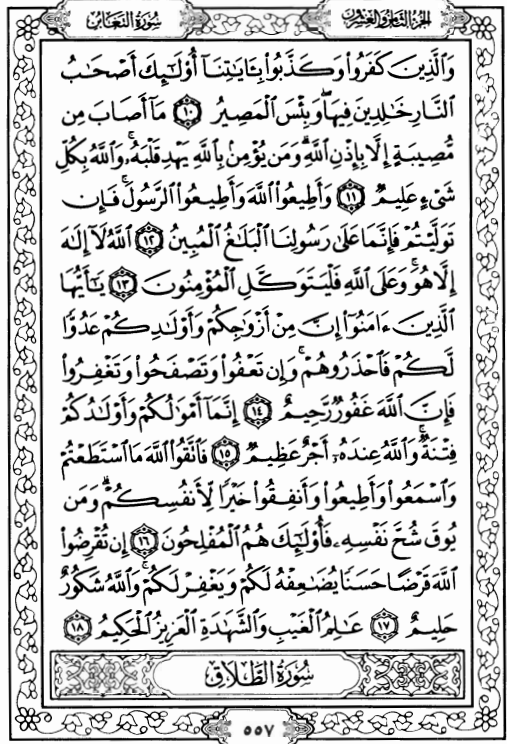 الجزء الثامن والعشرون
سورة التغابن
وَالَّذِينَ كَفَرُوا۟ وَكَذَّبُوا۟ بِـَٔايَـٰتِنَآ أُو۟لَـٰٓئِكَ أَصْحَـٰبُ
النَّارِ خَـٰلِدِينَ فِيهَا ۖ وَبِئْسَ الْمَصِيرُ ١٠ مَآ أَصَابَ مِن
مُّصِيبَةٍ إِلَّا بِإِذْنِ اللَّهِ ۗ وَمَن يُؤْمِنۢ بِاللَّهِ يَهْدِ قَلْبَهُۥ ۚ وَاللَّهُ بِكُلِّ
شَىْءٍ عَلِيمٌ ١١ وَأَطِيعُوا۟ اللَّهَ وَأَطِيعُوا۟ الرَّسُولَ ۚ فَإِن
تَوَلَّيْتُمْ فَإِنَّمَا عَلَىٰ رَسُولِنَا الْبَلَـٰغُ الْمُبِينُ ١٢ اللَّهُ لَآ إِلَـٰهَ
إِلَّا هُوَ ۚ وَعَلَى اللَّهِ فَلْيَتَوَكَّلِ الْمُؤْمِنُونَ ١٣ يَـٰٓأَيُّهَا
الَّذِينَ ءَامَنُوٓا۟ إِنَّ مِنْ أَزْوَٰجِكُمْ وَأَوْلَـٰدِكُمْ عَدُوًّا
لَّكُمْ فَاحْذَرُوهُمْ ۚ وَإِن تَعْفُوا۟ وَتَصْفَحُوا۟ وَتَغْفِرُوا۟
فَإِنَّ اللَّهَ غَفُورٌ رَّحِيمٌ ١٤ إِنَّمَآ أَمْوَٰلُكُمْ وَأَوْلَـٰدُكُمْ
فِتْنَةٌ ۚ وَاللَّهُ عِندَهُۥٓ أَجْرٌ عَظِيمٌ ١٥ فَاتَّقُوا۟ اللَّهَ مَا اسْتَطَعْتُمْ
وَاسْمَعُوا۟ وَأَطِيعُوا۟ وَأَنفِقُوا۟ خَيْرًا لِّأَنفُسِكُمْ ۗ وَمَن
يُوقَ شُحَّ نَفْسِهِۦ فَأُو۟لَـٰٓئِكَ هُمُ الْمُفْلِحُونَ ١٦ إِن تُقْرِضُوا۟
اللَّهَ قَرْضًا حَسَنًا يُضَـٰعِفْهُ لَكُمْ وَيَغْفِرْ لَكُمْ ۚ وَاللَّهُ شَكُورٌ
حَلِيمٌ ١٧ عَـٰلِمُ الْغَيْبِ وَالشَّهَـٰدَةِ الْعَزِيزُ الْحَكِيمُ ١٨
سُورَةُ الطَّلَاقِ
٥٥٧